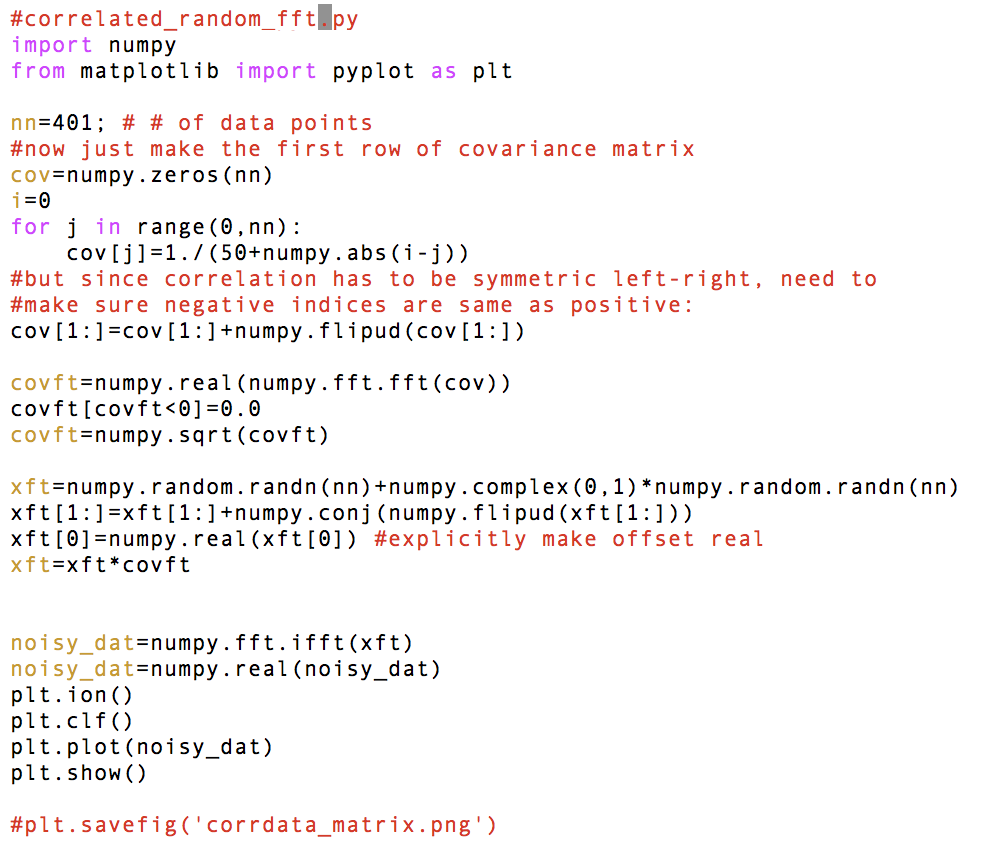 #correlated_random_fft.py
import numpy
from matplotlib import pyplot as plt
nn=401; # # of data points
#now just make the first row of covariance matrix
cov=numpy.zeros(nn)
i=0
for j in range(0,nn):
    cov[j]=1./(50+numpy.abs(i-j))
#but since correlation has to be symmetric left-right, need to
#make sure negative indices are same as positive:
cov[1:]=cov[1:]+numpy.flipud(cov[1:])
covft=numpy.real(numpy.fft.fft(cov))
covft[covft<0]=0.0
covft=numpy.sqrt(covft)
xft=numpy.random.randn(nn)+numpy.complex(0,1)*numpy.random.randn(nn)
xft[1:]=xft[1:]+numpy.conj(numpy.flipud(xft[1:]))
xft[0]=numpy.real(xft[0]) #explicitly make offset real
xft=xft*covft
noisy_dat=numpy.fft.ifft(xft)
noisy_dat=numpy.real(noisy_dat)
plt.ion()
plt.clf()
plt.plot(noisy_dat)
plt.show()
#plt.savefig('corrdata_matrix.png')